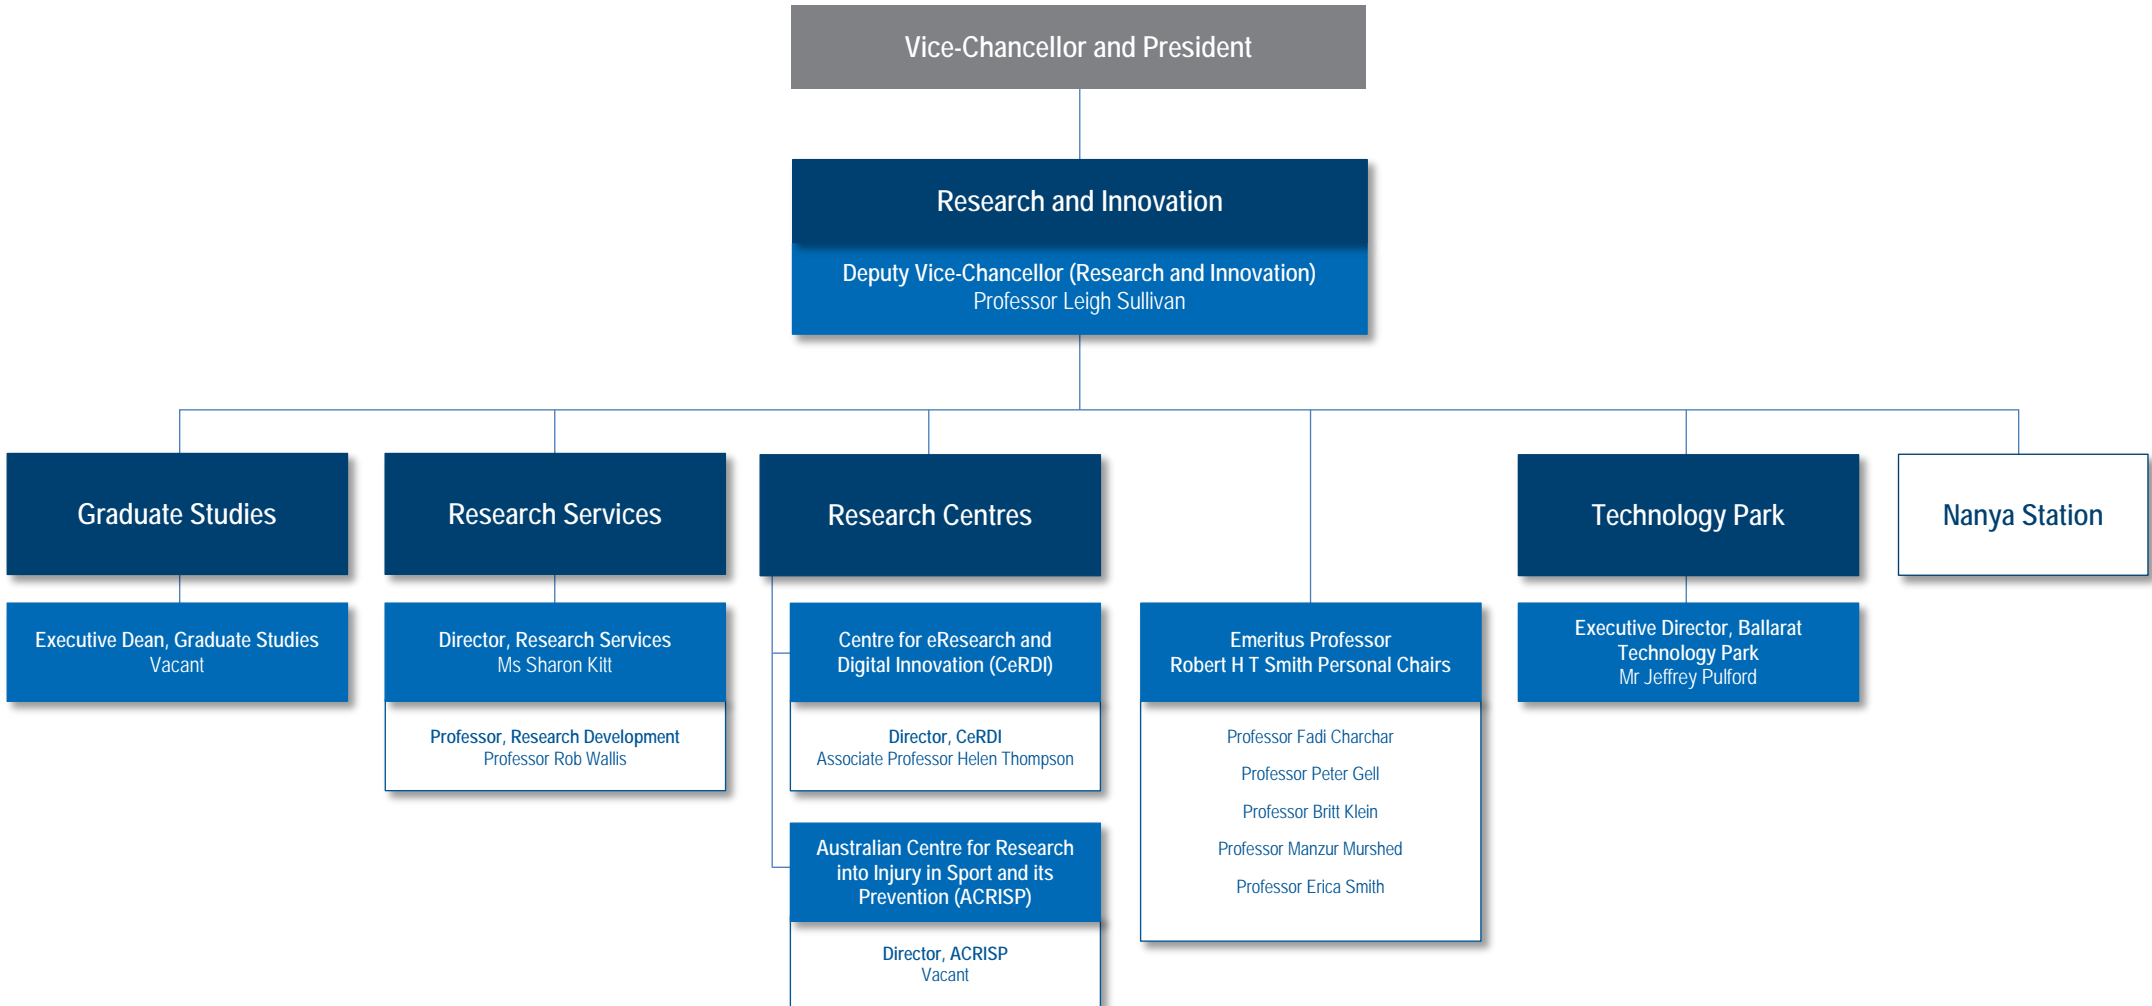 Vice-Chancellor and President
Research and Innovation
Deputy Vice-Chancellor (Research and Innovation)
Professor Leigh Sullivan
Graduate Studies
Executive Dean, Graduate Studies
Vacant
Research Services
Director, Research Services
Ms Sharon Kitt
Professor, Research Development
Professor Rob Wallis
Research Centres
Centre for eResearch and
Digital Innovation (CeRDI)
Director, CeRDI
Associate Professor Helen Thompson
Australian Centre for Research
into Injury in Sport and its
Prevention (ACRISP)
Director, ACRISP
Vacant
Emeritus Professor
Robert H T Smith Personal Chairs
Professor Fadi Charchar
Professor Peter Gell
Professor Britt Klein
Professor Manzur Murshed
Professor Erica Smith
Technology Park
Executive Director, Ballarat
Technology Park
Mr Jeffrey Pulford
Nanya Station